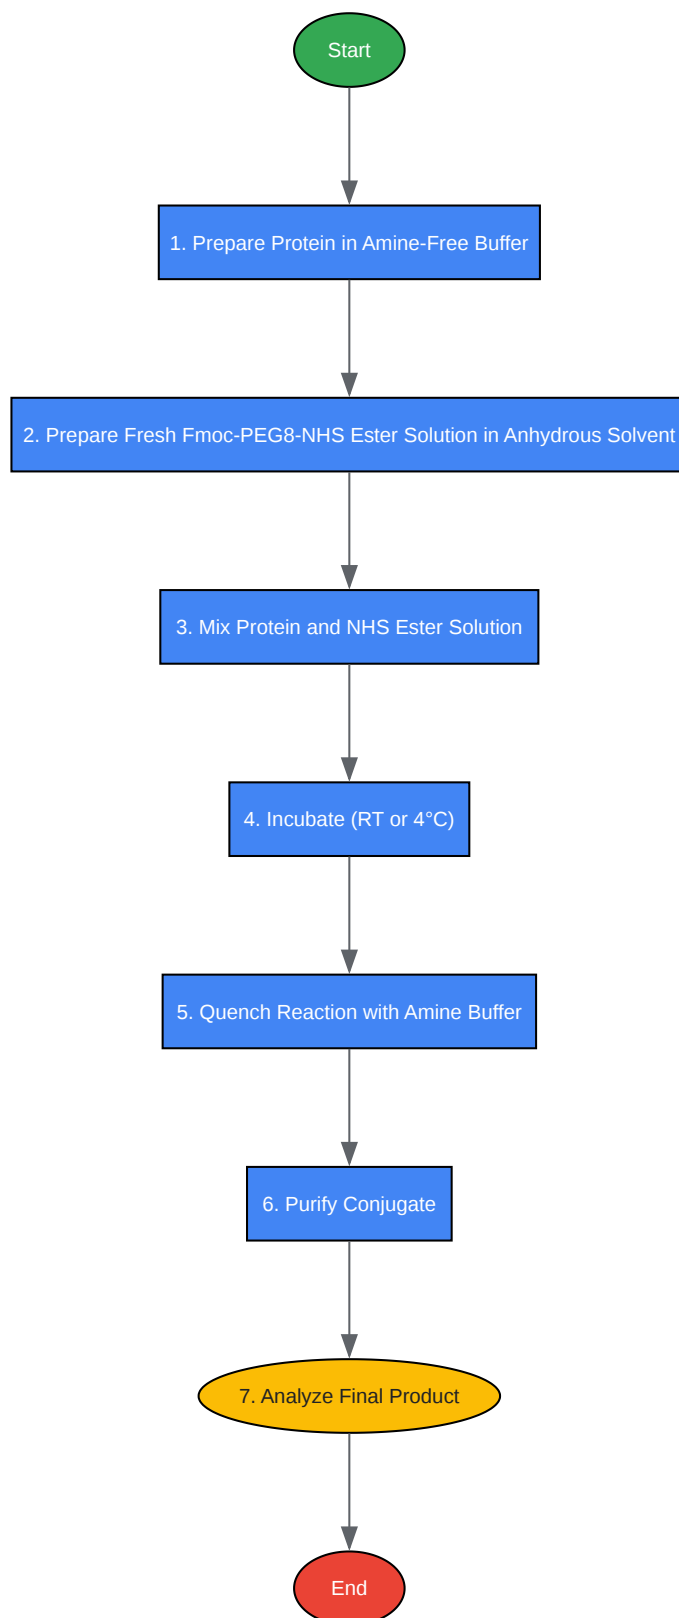 Start
1. Prepare Protein in Amine-Free Buffer
2. Prepare Fresh Fmoc-PEG8-NHS Ester Solution in Anhydrous Solvent
3. Mix Protein and NHS Ester Solution
4. Incubate (RT or 4°C)
5. Quench Reaction with Amine Buffer
6. Purify Conjugate
7. Analyze Final Product
End